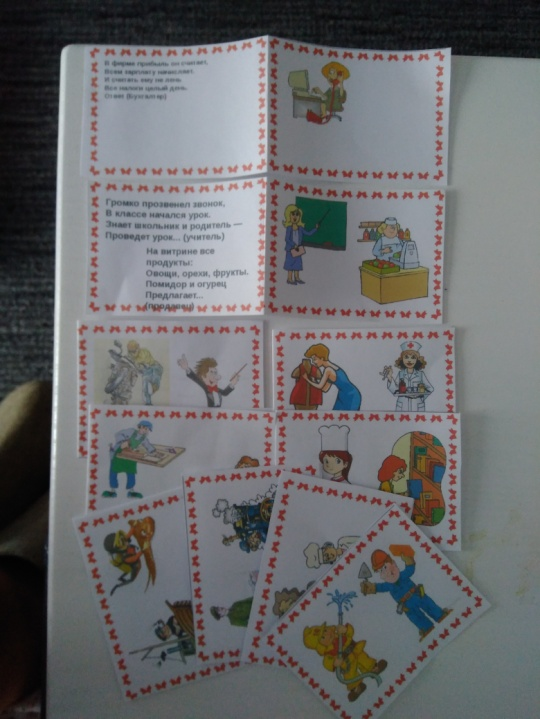 В фирме прибыль он считает,
Всем зарплату начисляет.
И считать ему не лень
Все налоги целый день
Ответ (Бухгалтер)
Громко прозвенел звонок,
В классе начался урок.
Знает школьник и родитель —
Проведет урок... (учитель)
На витрине все
продукты:
Овощи, орехи, фрукты.
Помидор и огурец
Предлагает...
(продавец)